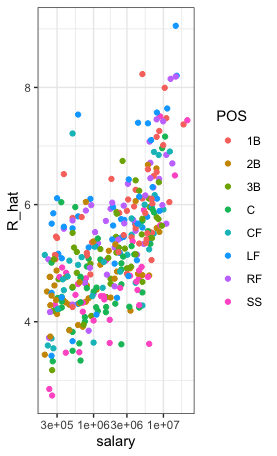 R_hat
8
6
4
3e+05
1e+06
3e+06
1e+07
salary
POS
1B
2B
3B
C
CF
LF
RF
SS